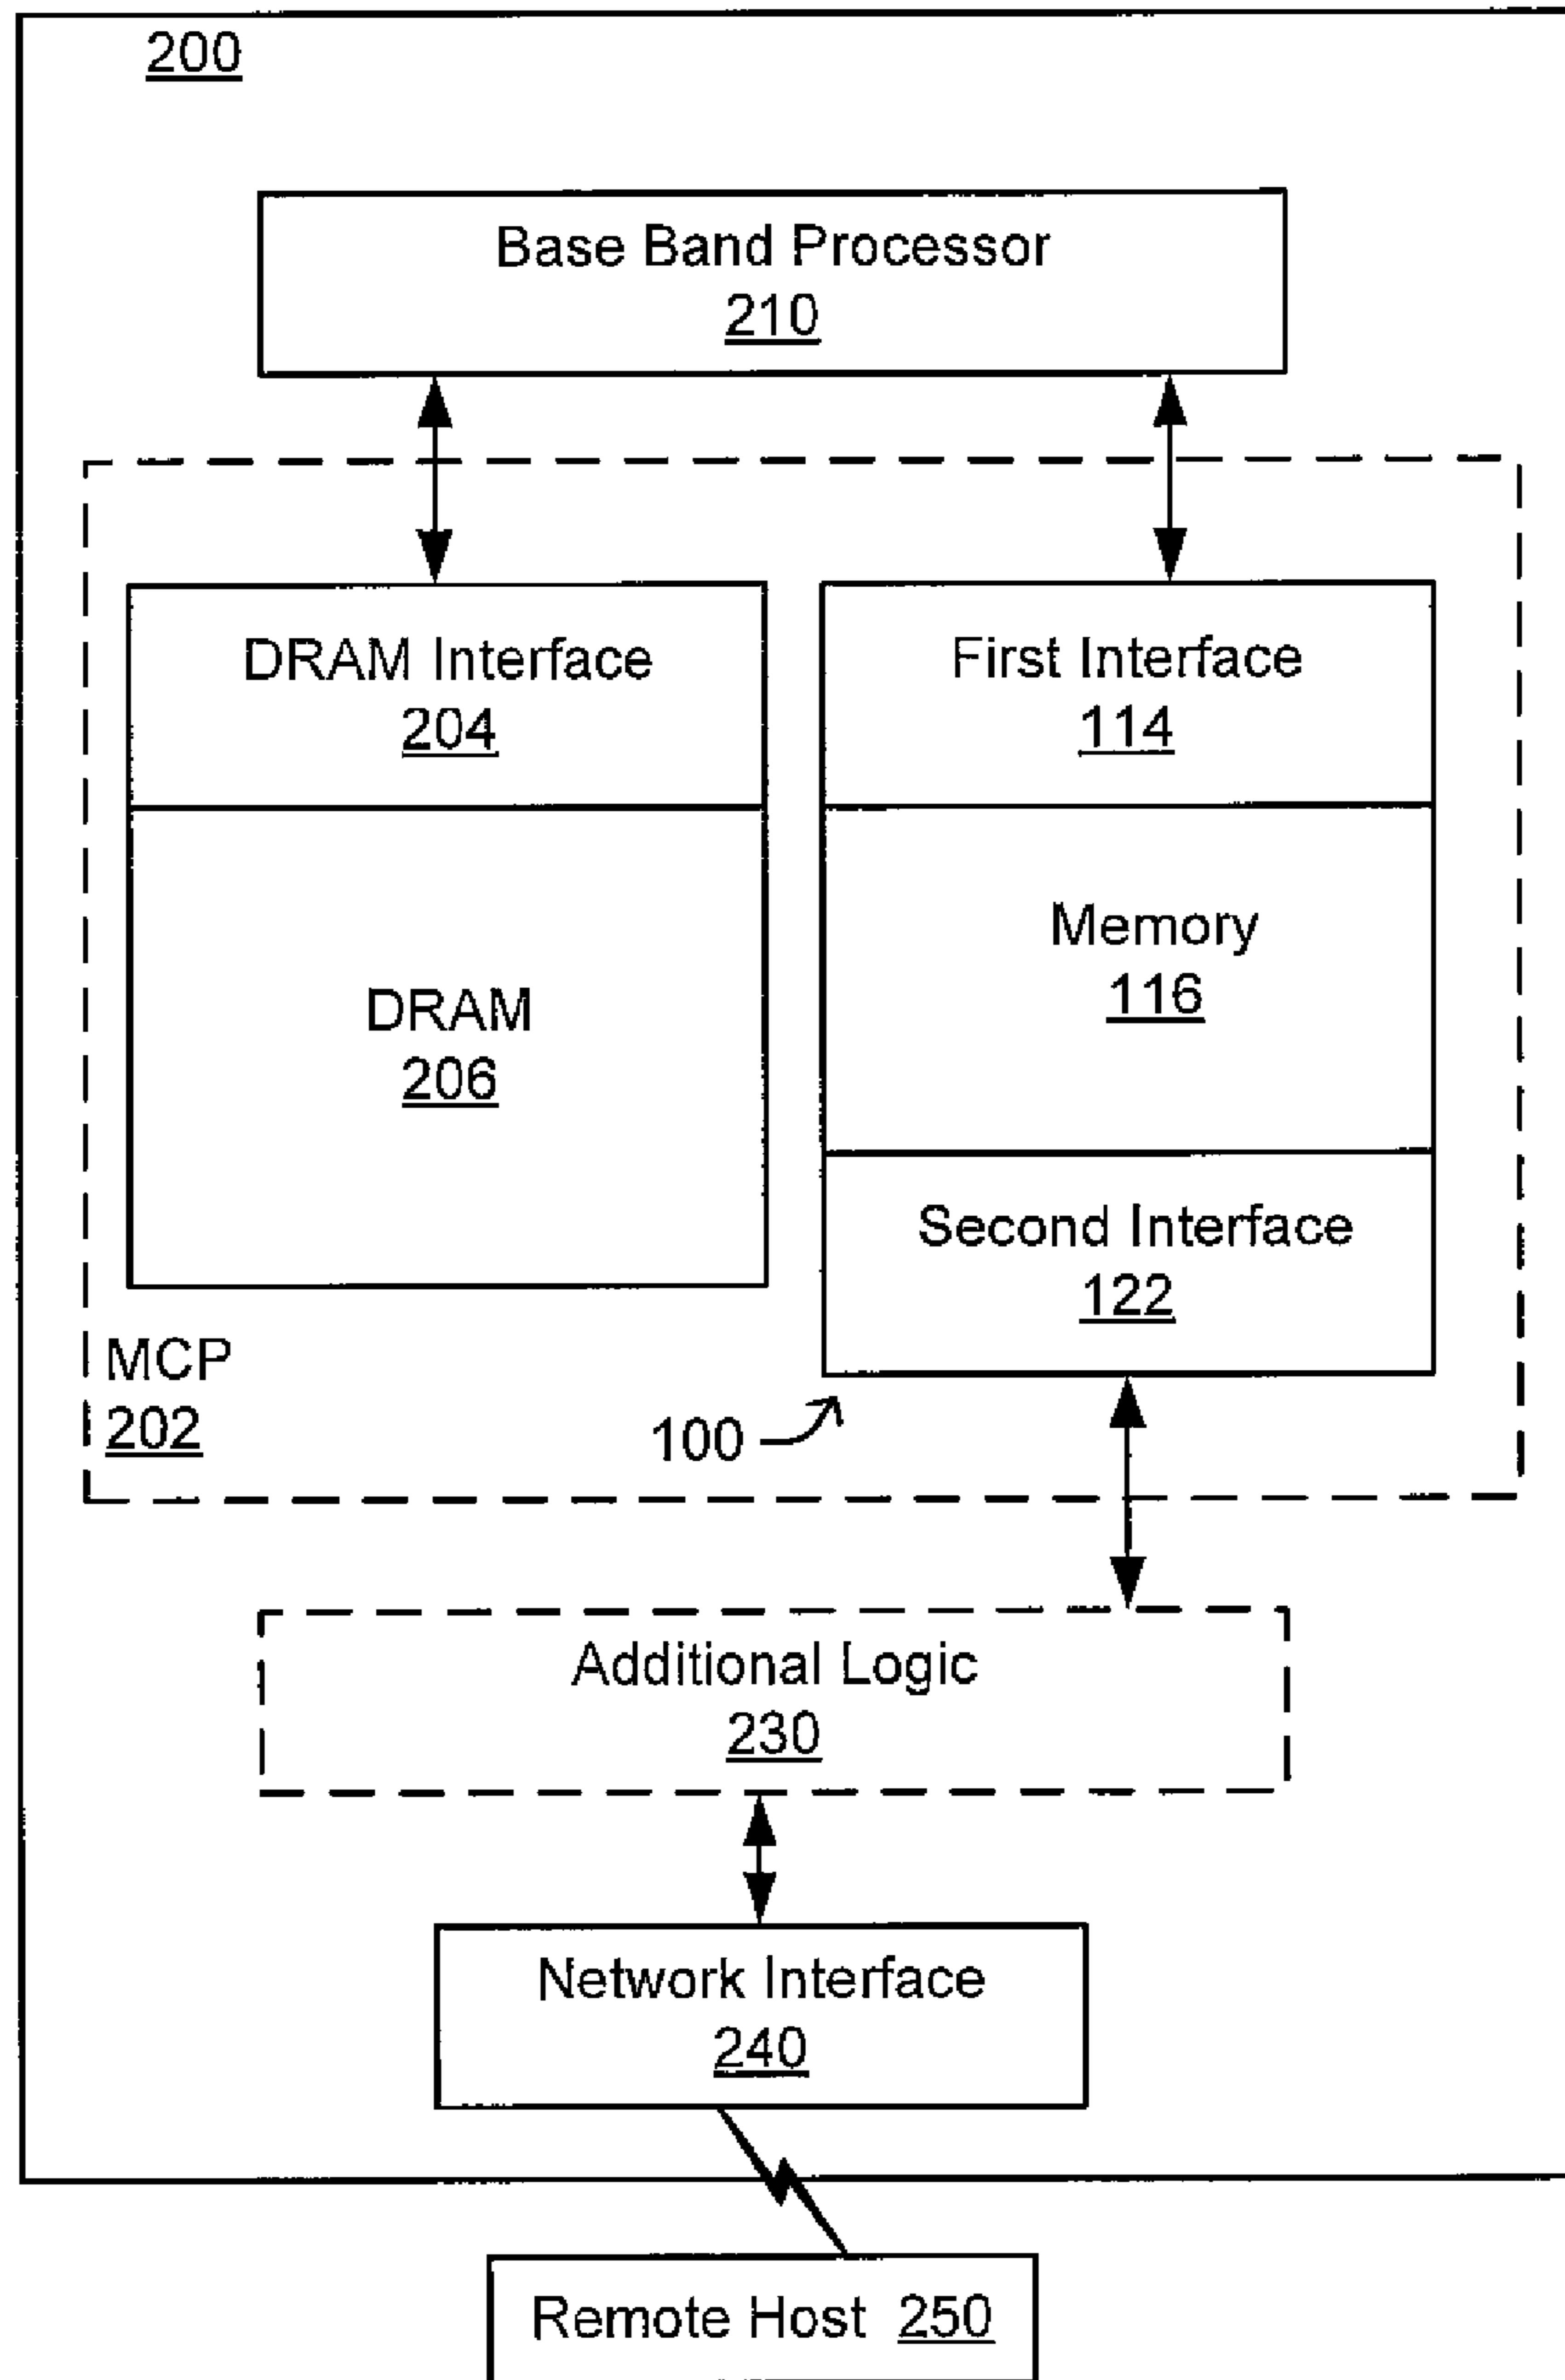 200
Base Band Processor
210
DRAM Interface
204
First Interface
114
DRAM
206
Memory
116
Second Interface
122
MCP
202
100
Additional Logic
230
Network Interface
240
Remote Host 250